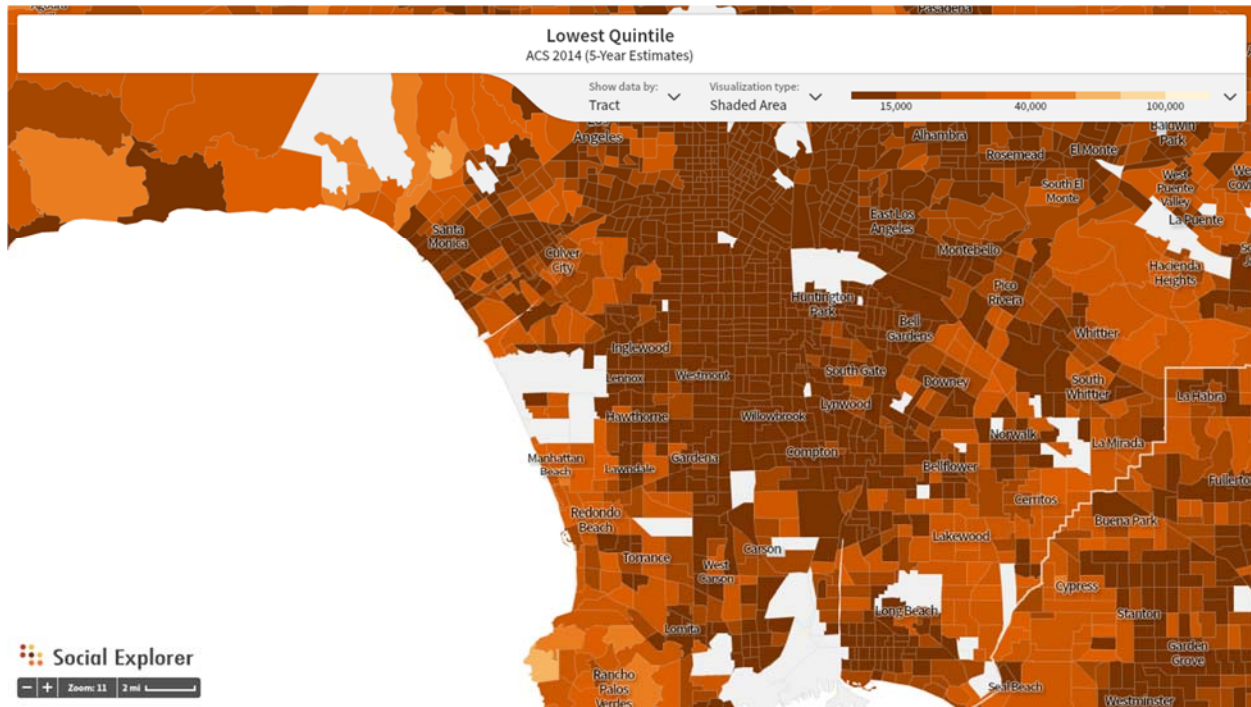 Pasadena
Lowest Quintile
ACS 2014 (5-Year Estimates)
Show data by:
Tract
Visualization type:
Shaded Area
15,000
40,000
100,000
Los
Angeles
Alhambra
Rosemead
El Monte
Baldwin
Park
South El
Monte
West
Puente
Valley
La Puente
East Los
Angeles
Santa
Monica
Culver
City
Montebello
Hacienda
Heights
Pico
Rivera
Huntington
Park
Bell
Gardens
Whittier
Inglewood
Lennox
Westmont
South Gate
Downey
South
Whittier
La Habra
Lynwood
Hawthorne
Willowbrook
Norwalk
La Mirada
Compton
Gardena
Manhattan
Beach
Lawndale
Bellflower
Cerritos
Redondo
Beach
Buena Park
Lakewood
Carson
Torrance
West
Carson
Cypress
Long Beach
Stanton
Lomita
Garden
Grove
Rancho
Palos
Verdes
Seal Beach
Westminster
Social Explorer
− + Zoom: 11 2 mi